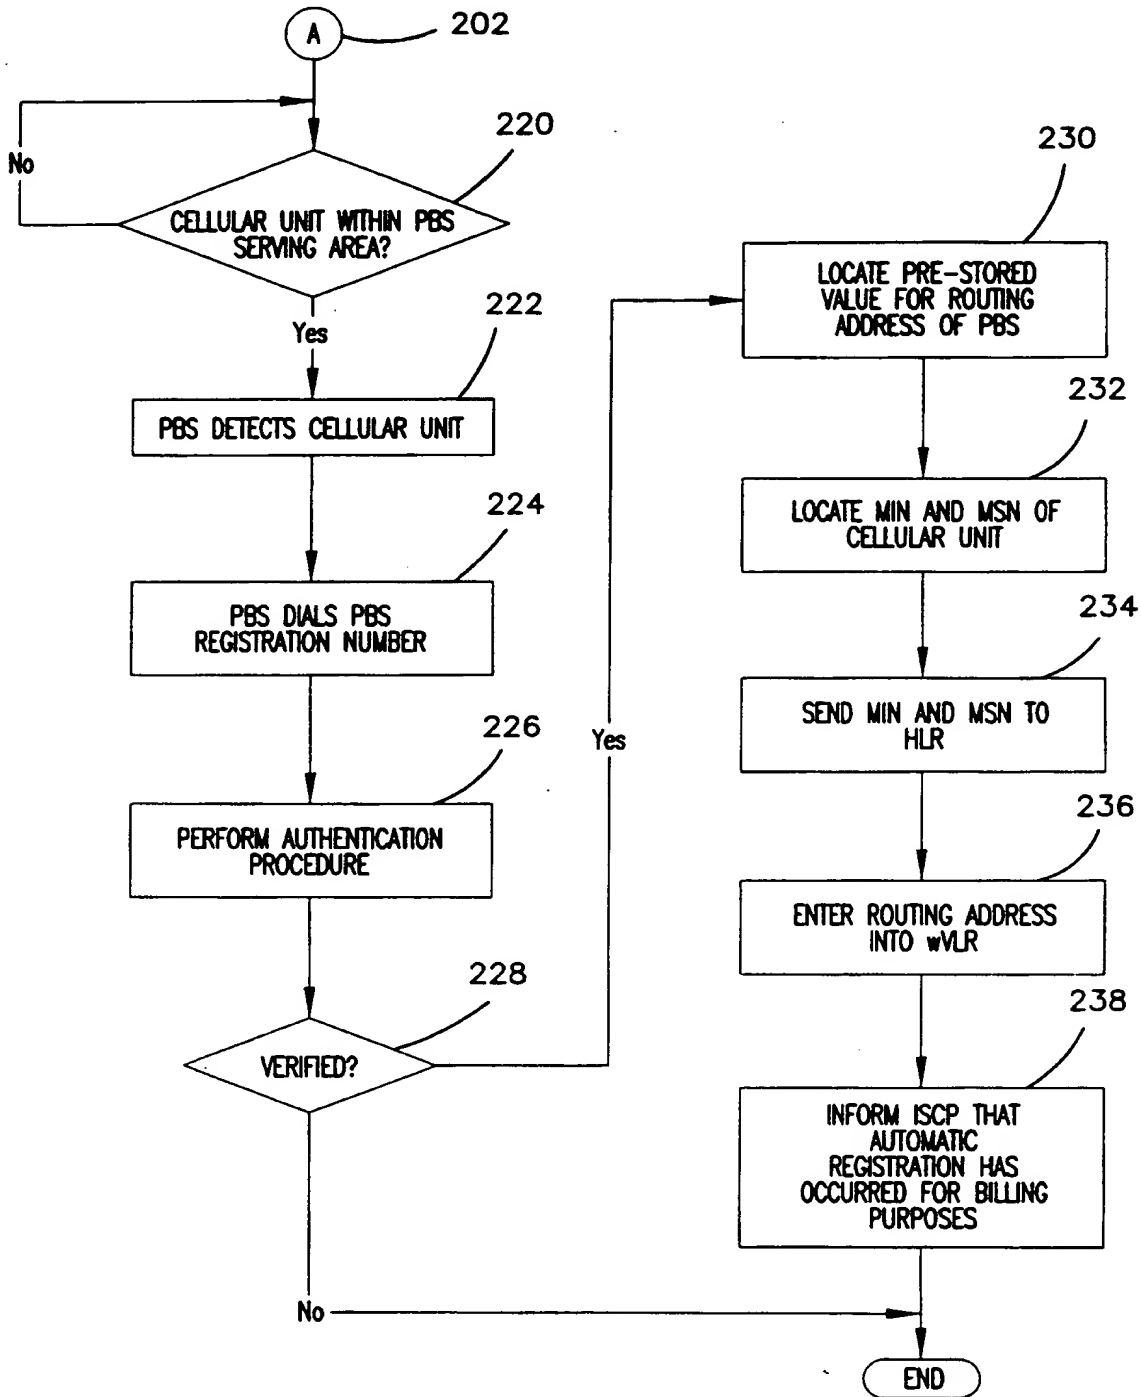 A
202
220
No
CELLULAR UNIT WITHIN PBS
SERVING AREA?
Yes
222
PBS DETECTS CELLULAR UNIT
224
PBS DIALS PBS
REGISTRATION NUMBER
226
PERFORM AUTHENTICATION
PROCEDURE
228
VERIFIED?
Yes
No
230
LOCATE PRE-STORED
VALUE FOR ROUTING
ADDRESS OF PBS
232
LOCATE MIN AND MSN OF
CELLULAR UNIT
234
SEND MIN AND MSN TO
HLR
236
ENTER ROUTING ADDRESS
INTO wVLR
238
INFORM ISCP THAT
AUTOMATIC
REGISTRATION HAS
OCCURRED FOR BILLING
PURPOSES
END